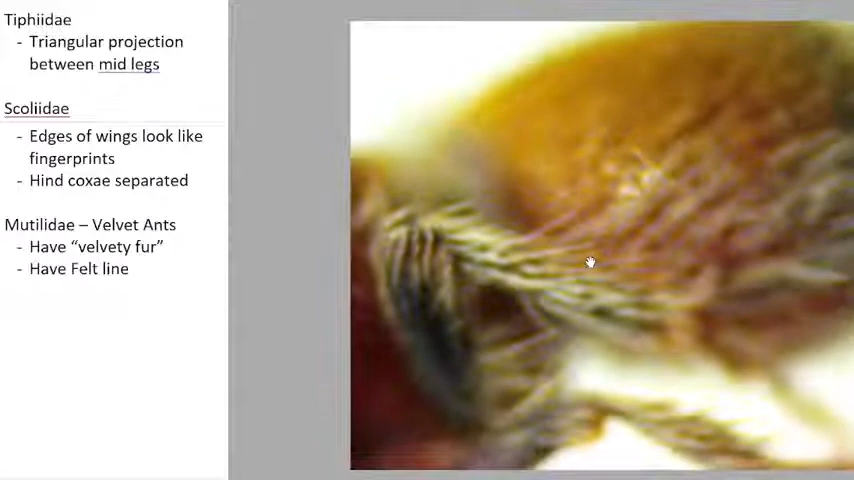 Tiphiidae
- Triangular projection
between mid legs
Scoliidae
- Edges of wings look like
fingerprints
- Hind coxae separated
Mutilidae – Velvet Ants
- Have “velvety fur”
- Have Felt line